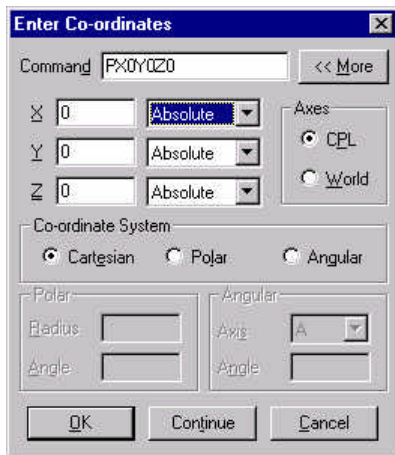 Enter Co-ordinates
Command PX0Y0Z0 << More
X 0 Absolute Axes
Y 0 Absolute CPL
Z 0 Absolute World
Co-ordinate System
Cartesian Polar Angular
Polar Angular
Radius Axis A
Angle Angle
OK Continue Cancel